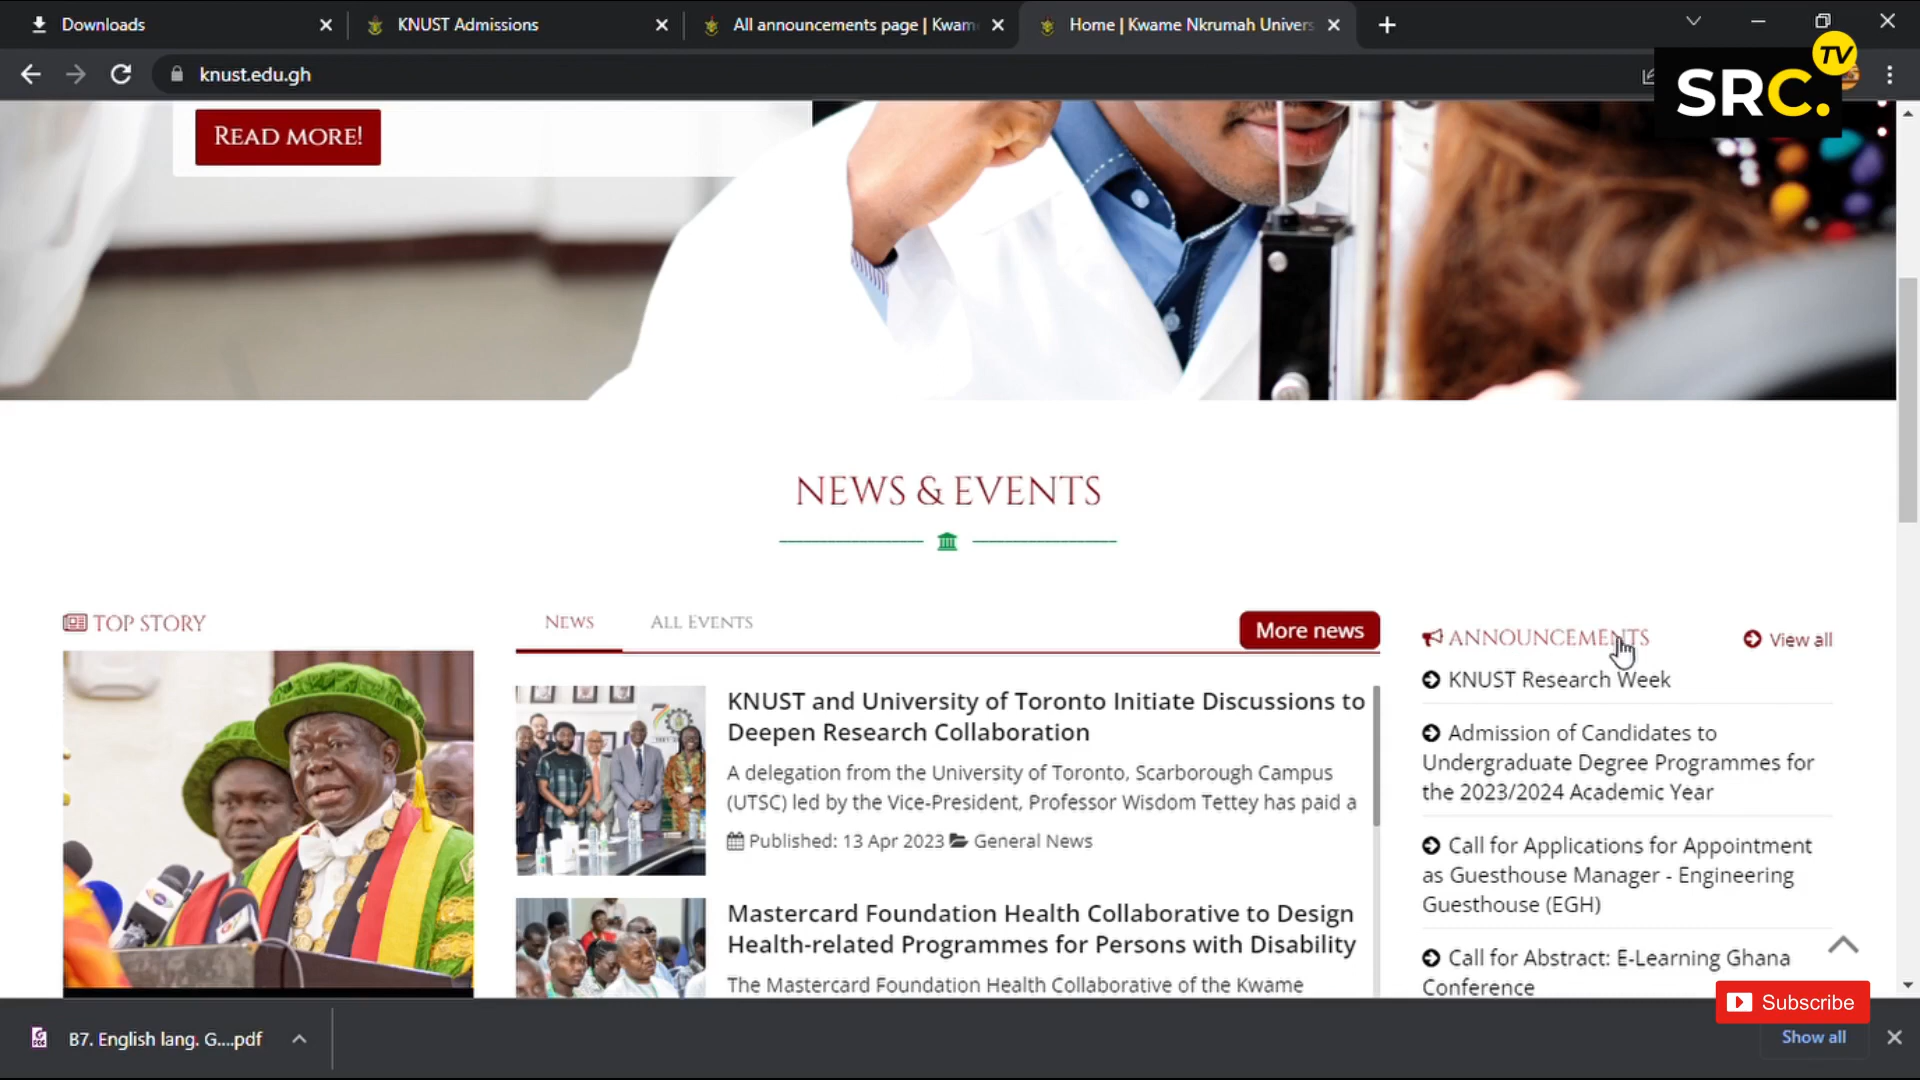 Downloads
KNUST Admissions
All announcements page | Kwam
Home | Kwame Nkrumah Univers
knust.edu.gh
TV
SRC.
READ MORE!
NEWS & EVENTS
TOP STORY
NEWS
ALL EVENTS
More news
KNUST and University of Toronto Initiate Discussions to
Deepen Research Collaboration
A delegation from the University of Toronto, Scarborough Campus
(UTSC) led by the Vice-President, Professor Wisdom Tettey has paid a
Published: 13 Apr 2023 General News
Mastercard Foundation Health Collaborative to Design
Health-related Programmes for Persons with Disability
The Mastercard Foundation Health Collaborative of the Kwame
ANNOUNCEMENTS
View all
KNUST Research Week
Admission of Candidates to
Undergraduate Degree Programmes for
the 2023/2024 Academic Year
Call for Applications for Appointment
as Guesthouse Manager - Engineering
Guesthouse (EGH)
Call for Abstract: E-Learning Ghana
Conference
Subscribe
B7. English lang. G....pdf
Show all